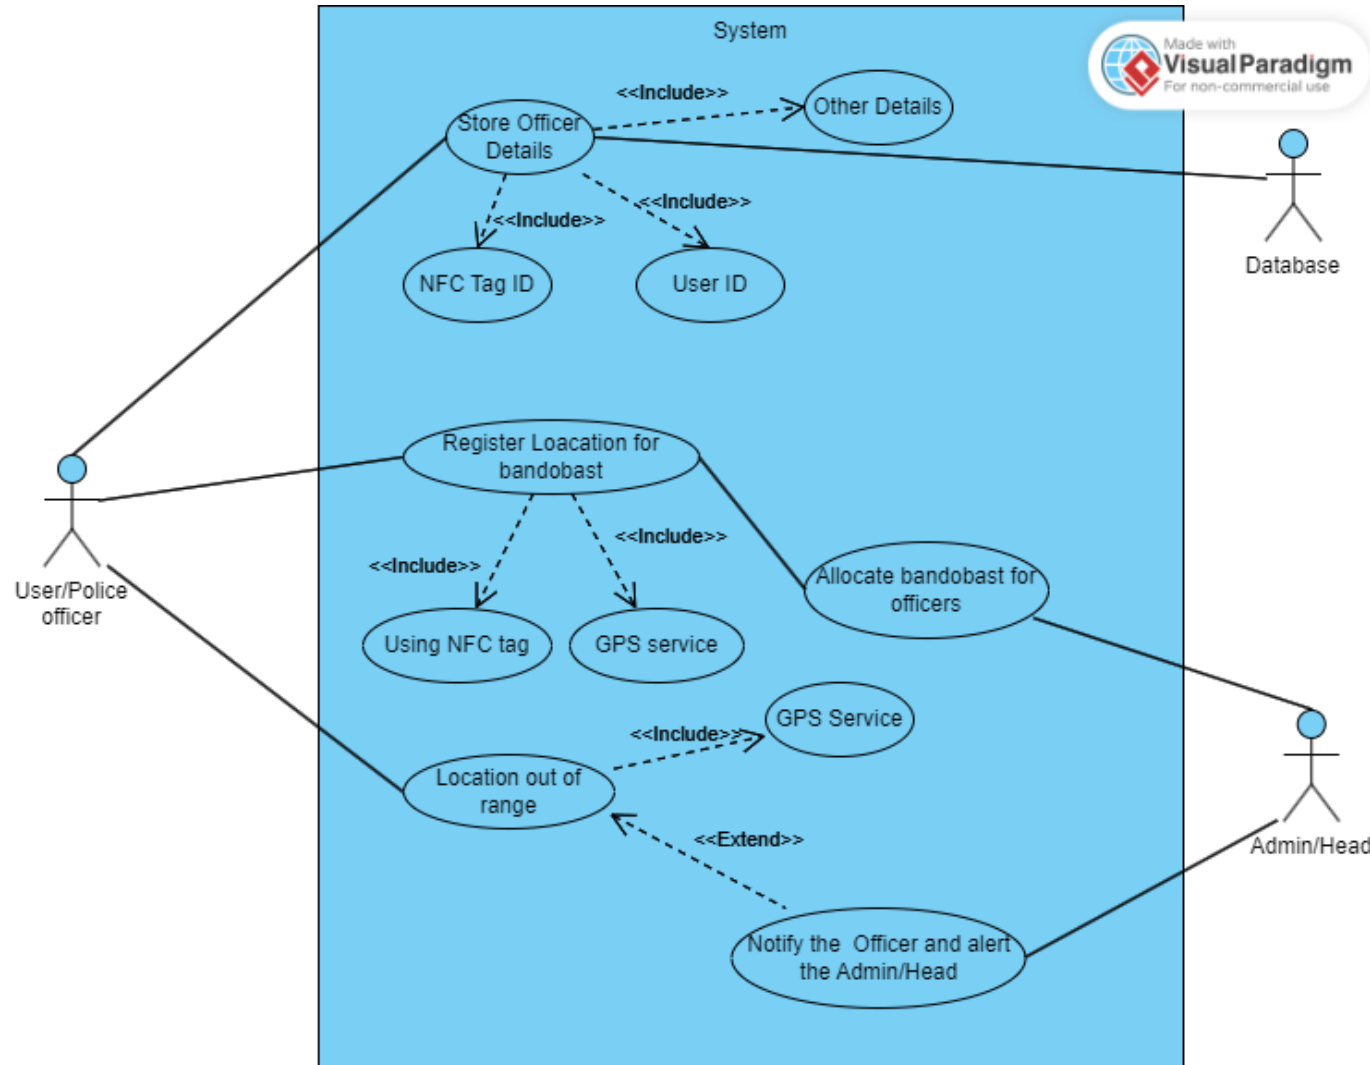 System
Made with
Visual Paradigm
For non-commercial use
<<Include>>
Other Details
Store Officer
Details
<<Include>>
<<Include>>
NFC Tag ID
User ID
Database
Register Loacation for
bandobast
<<Include>>
<<Include>>
Allocate bandobast for
officers
User/Police
officer
Using NFC tag
GPS service
GPS Service
<<Include>>
Location out of
range
<<Extend>>
Admin/Head
Notify the Officer and alert
the Admin/Head